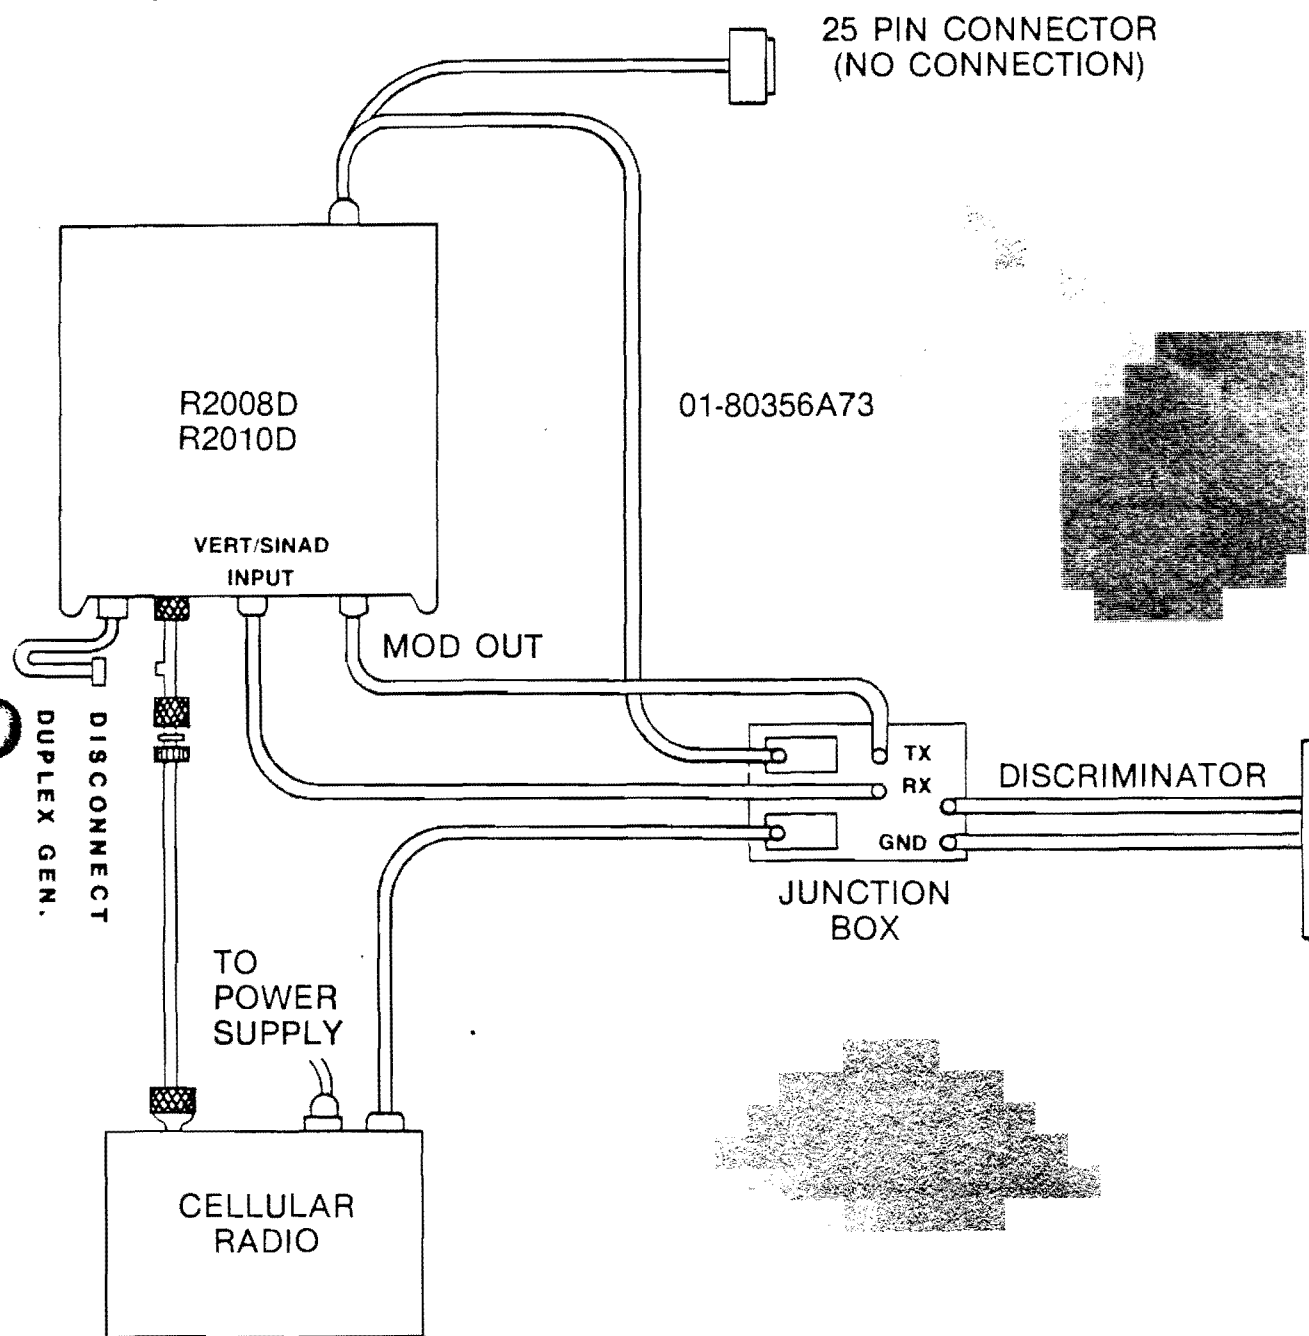 25 PIN CONNECTOR
(NO CONNECTION)
R2008D
R2010D
01-80356A73
VERT/SINAD
INPUT
MOD OUT
DISCONNECT
DUPLEX GEN.
TX
RX
GND
DISCRIMINATOR
JUNCTION
BOX
TO
POWER
SUPPLY
CELLULAR
RADIO